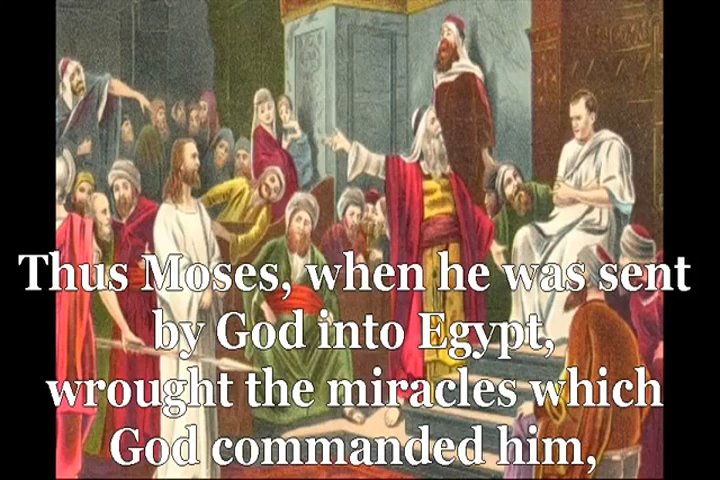 Thus Moses, when he was sent
by God into Egypt,
wrought the miracles which
God commanded him,